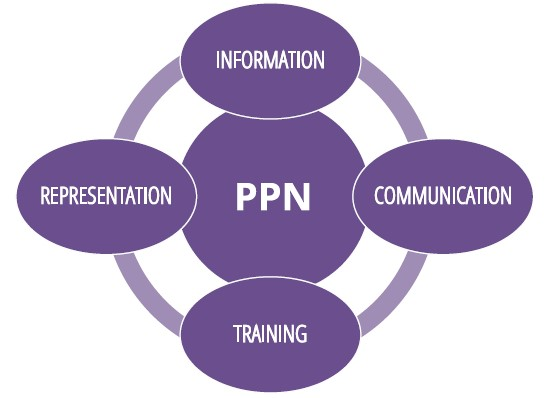 INFORMATION
REPRESENTATION
PPN
COMMUNICATION
TRAINING